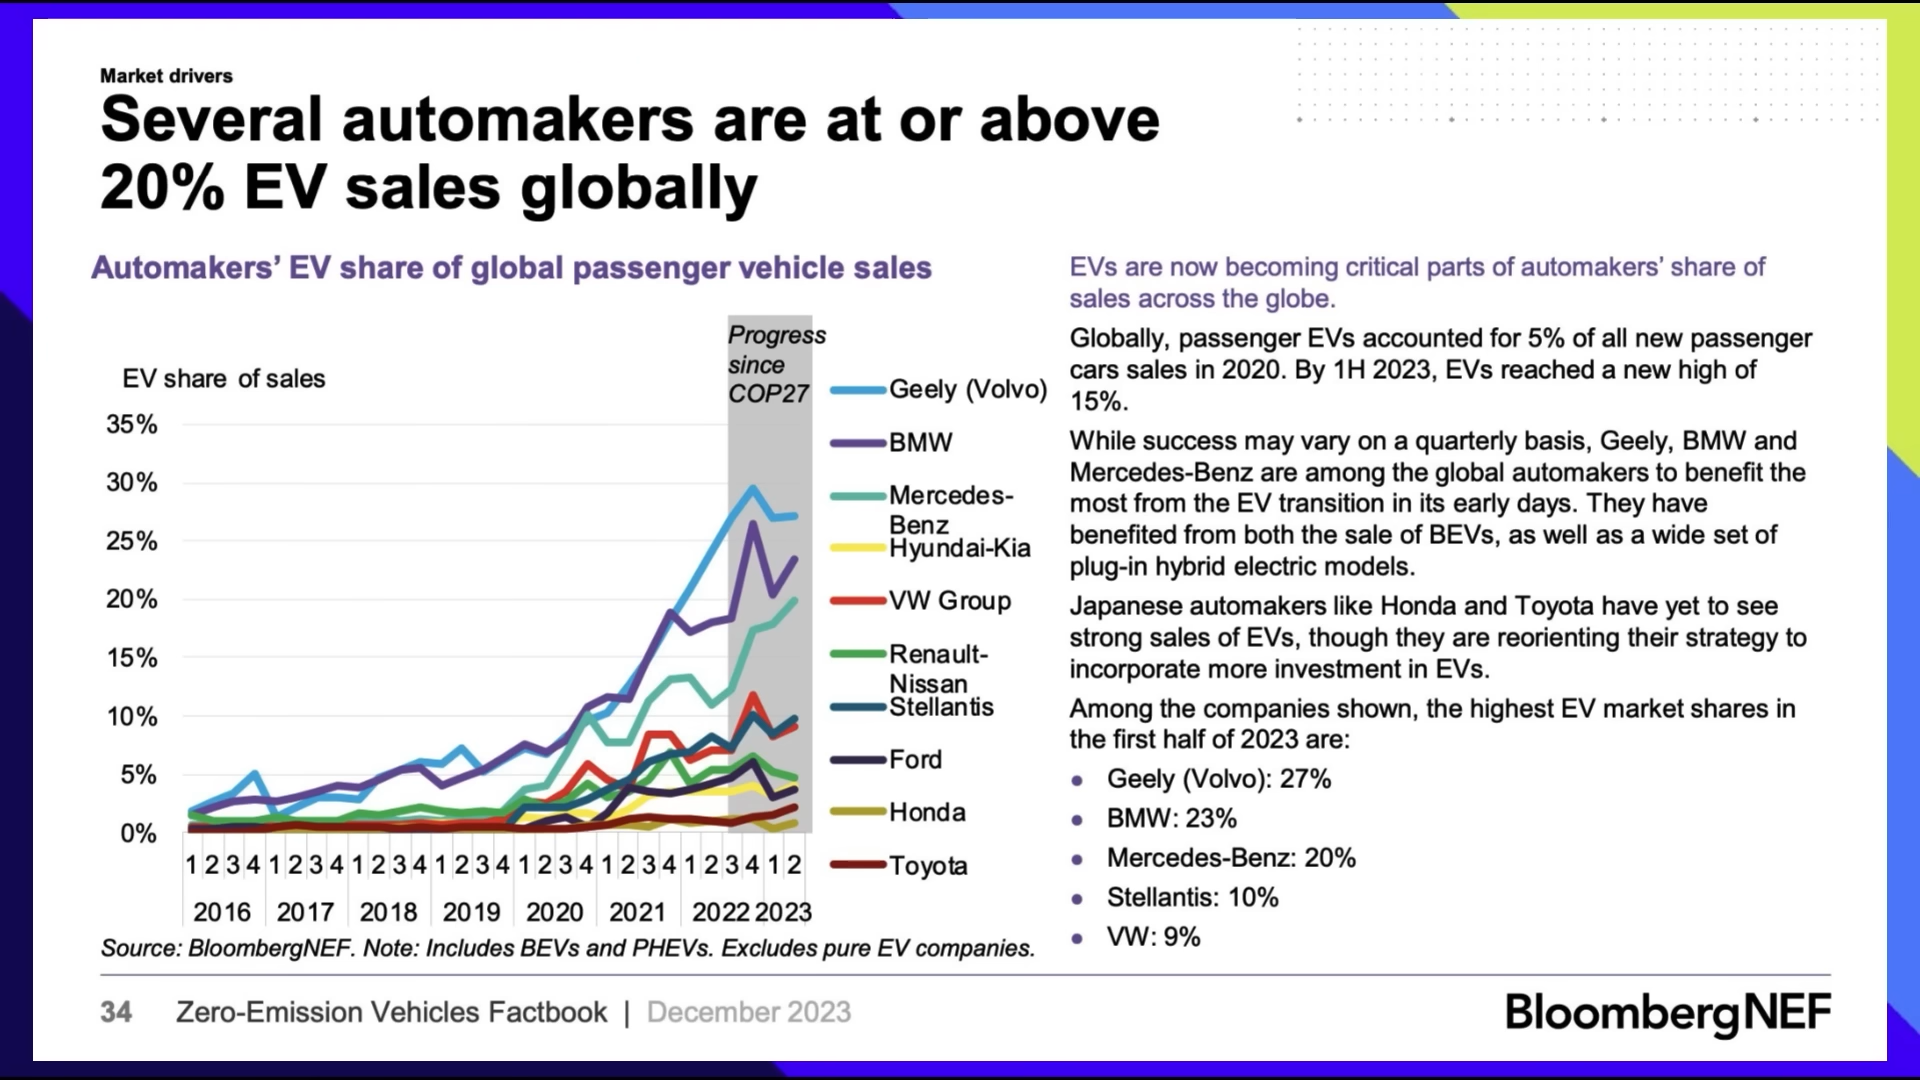 Market drivers
Several automakers are at or above
20% EV sales globally
Automakers’ EV share of global passenger vehicle sales
Progress
since
COP27
EV share of sales
35%
30%
25%
20%
15%
10%
5%
0%
1 2 3 4 1 2 3 4 1 2 3 4 1 2 3 4 1 2 3 4 1 2 3 4 1 2 3 4 1 2
2016 2017 2018 2019 2020 2021 2022 2023
Geely (Volvo)
BMW
Mercedes-
Benz
Hyundai-Kia
VW Group
Renault-
Nissan
Stellantis
Ford
Honda
Toyota
Source: BloombergNEF. Note: Includes BEVs and PHEVs. Excludes pure EV companies.
EVs are now becoming critical parts of automakers’ share of
sales across the globe.
Globally, passenger EVs accounted for 5% of all new passenger
cars sales in 2020. By 1H 2023, EVs reached a new high of
15%.
While success may vary on a quarterly basis, Geely, BMW and
Mercedes-Benz are among the global automakers to benefit the
most from the EV transition in its early days. They have
benefited from both the sale of BEVs, as well as a wide set of
plug-in hybrid electric models.
Japanese automakers like Honda and Toyota have yet to see
strong sales of EVs, though they are reorienting their strategy to
incorporate more investment in EVs.
Among the companies shown, the highest EV market shares in
the first half of 2023 are:
• Geely (Volvo): 27%
• BMW: 23%
• Mercedes-Benz: 20%
• Stellantis: 10%
• VW: 9%
34 Zero-Emission Vehicles Factbook | December 2023
BloombergNEF